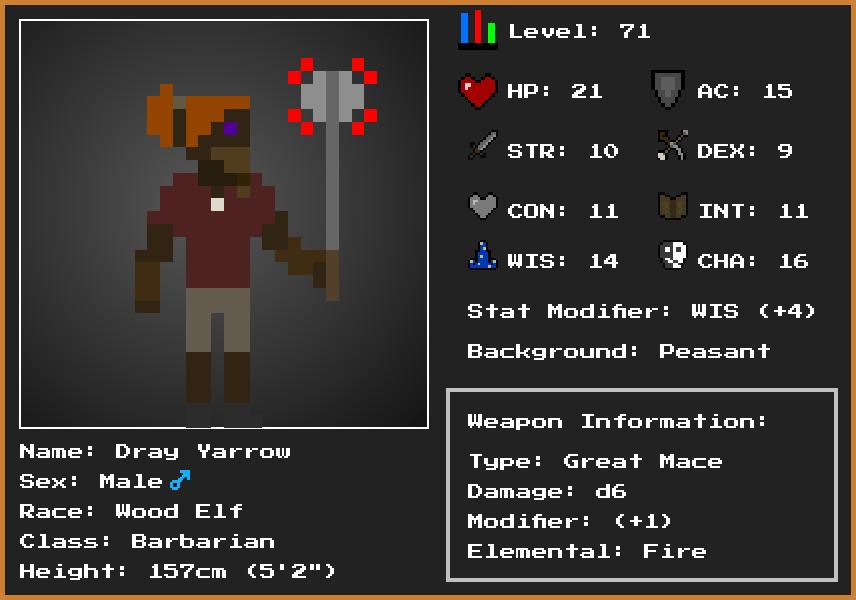 Level: 71
HP: 21 AC: 15
STR: 10 DEX: 9
CON: 11 INT: 11
WIS: 14 CHA: 16
Stat Modifier: WIS (+4)
Background: Peasant
Weapon Information:
Type: Great Mace
Damage: d6
Modifier: (+1)
Elemental: Fire
Name: Dray Yarrow
Sex: Male♂
Race: Wood Elf
Class: Barbarian
Height: 157cm (5'2")